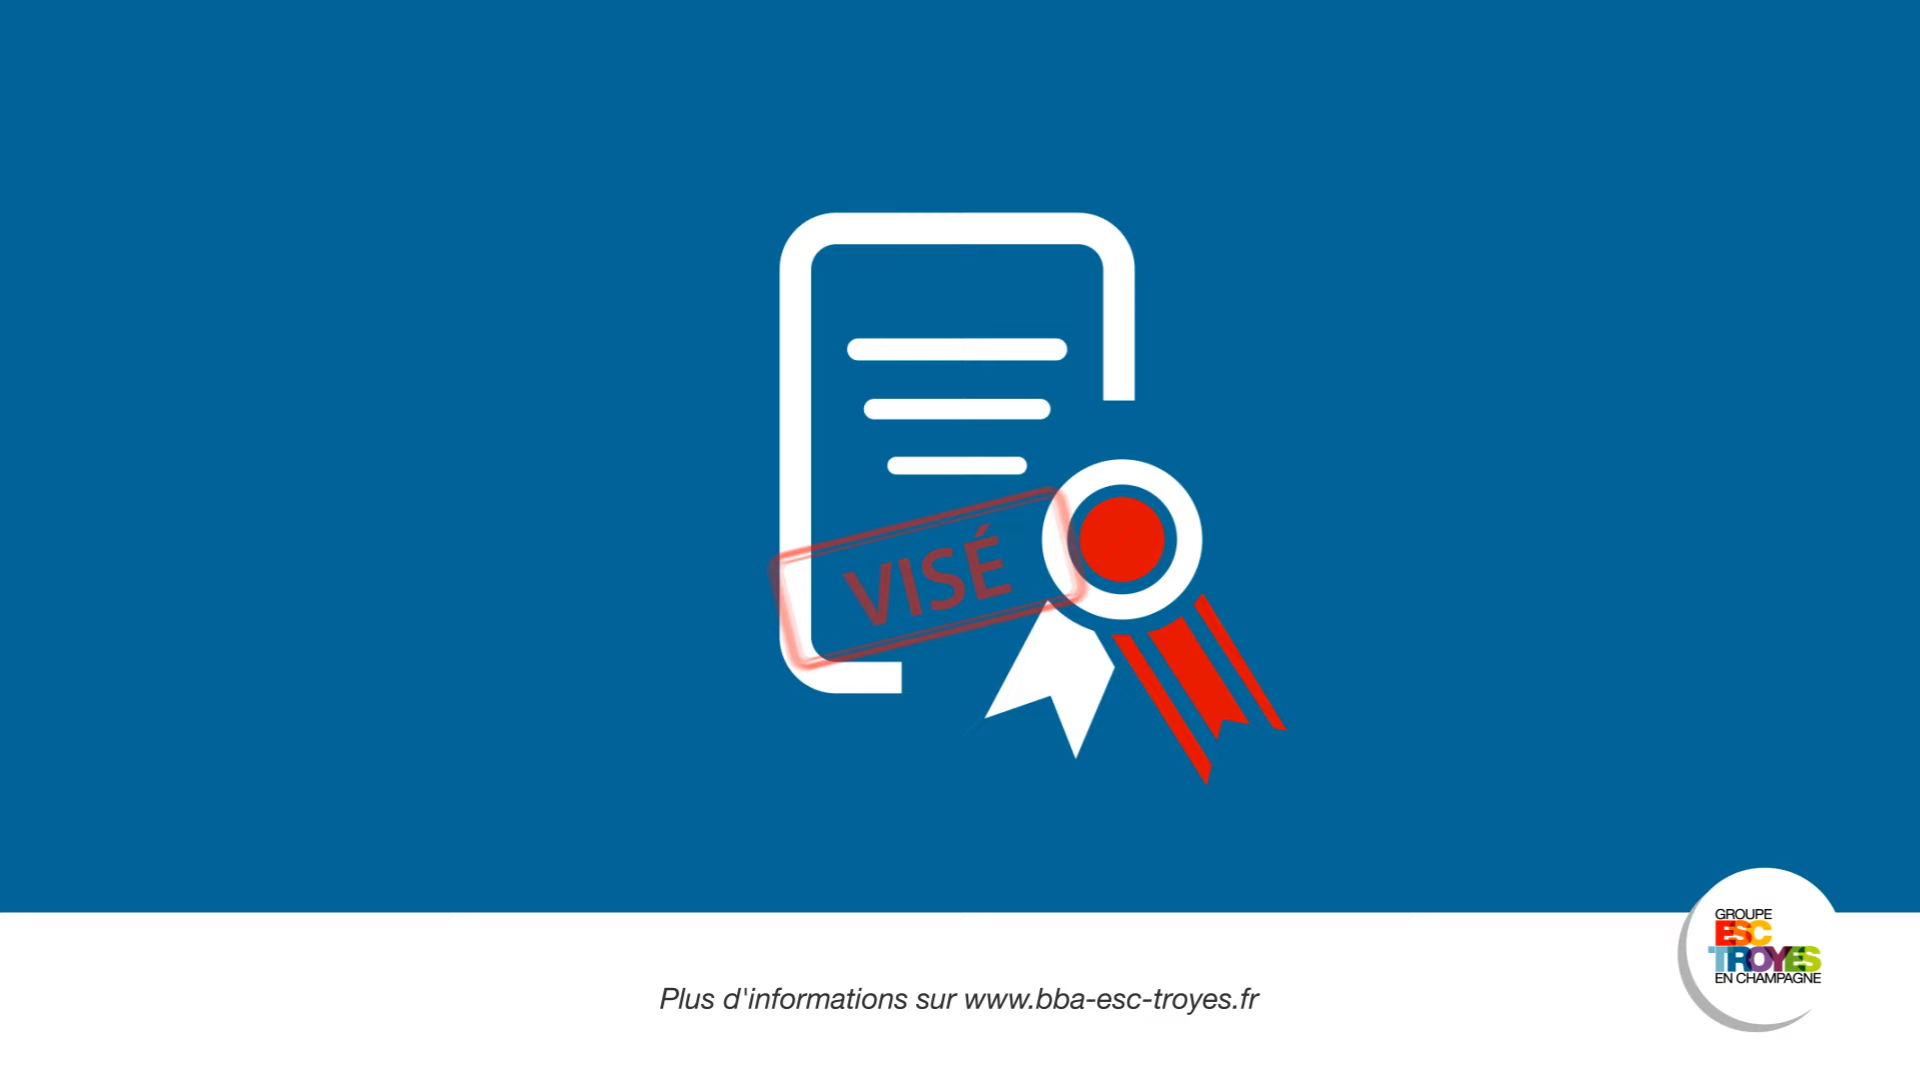 VISÉ
GROUPE
ESC
TROYES
EN CHAMPAGNE
Plus d'informations sur www.bba-esc-troyes.fr